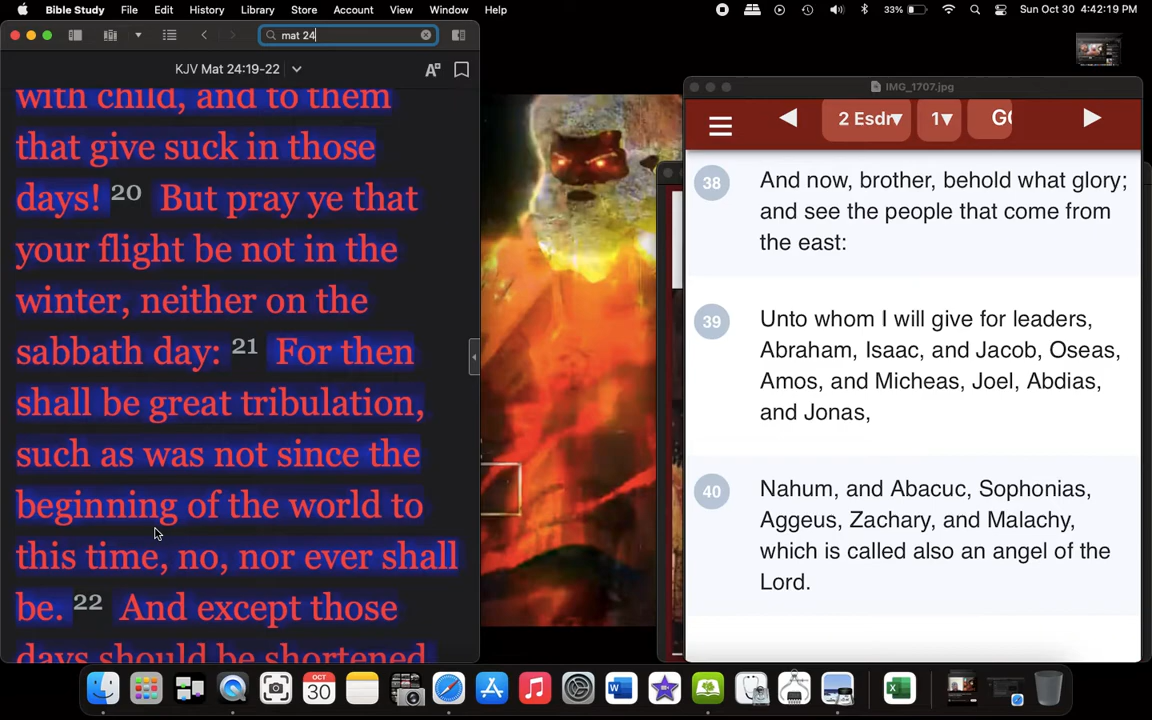 Bible Study File Edit History Library Store Account View Window Help 33% Sun Oct 30 4:42:19 PM
mat 24
KJV Mat 24:19-22
with child, and to them
that give suck in those
days! 20 But pray ye that
your flight be not in the
winter, neither on the
sabbath day: 21 For then
shall be great tribulation,
such as was not since the
beginning of the world to
this time, no, nor ever shall
be. 22 And except those
days should be shortened
IMG_1707.jpg
2 Esdr▾ 1▾
38 And now, brother, behold what glory;
and see the people that come from
the east:
39 Unto whom I will give for leaders,
Abraham, Isaac, and Jacob, Oseas,
Amos, and Micheas, Joel, Abdias,
and Jonas,
40 Nahum, and Abacuc, Sophonias,
Aggeus, Zachary, and Malachy,
which is called also an angel of the
Lord.
OCT
30